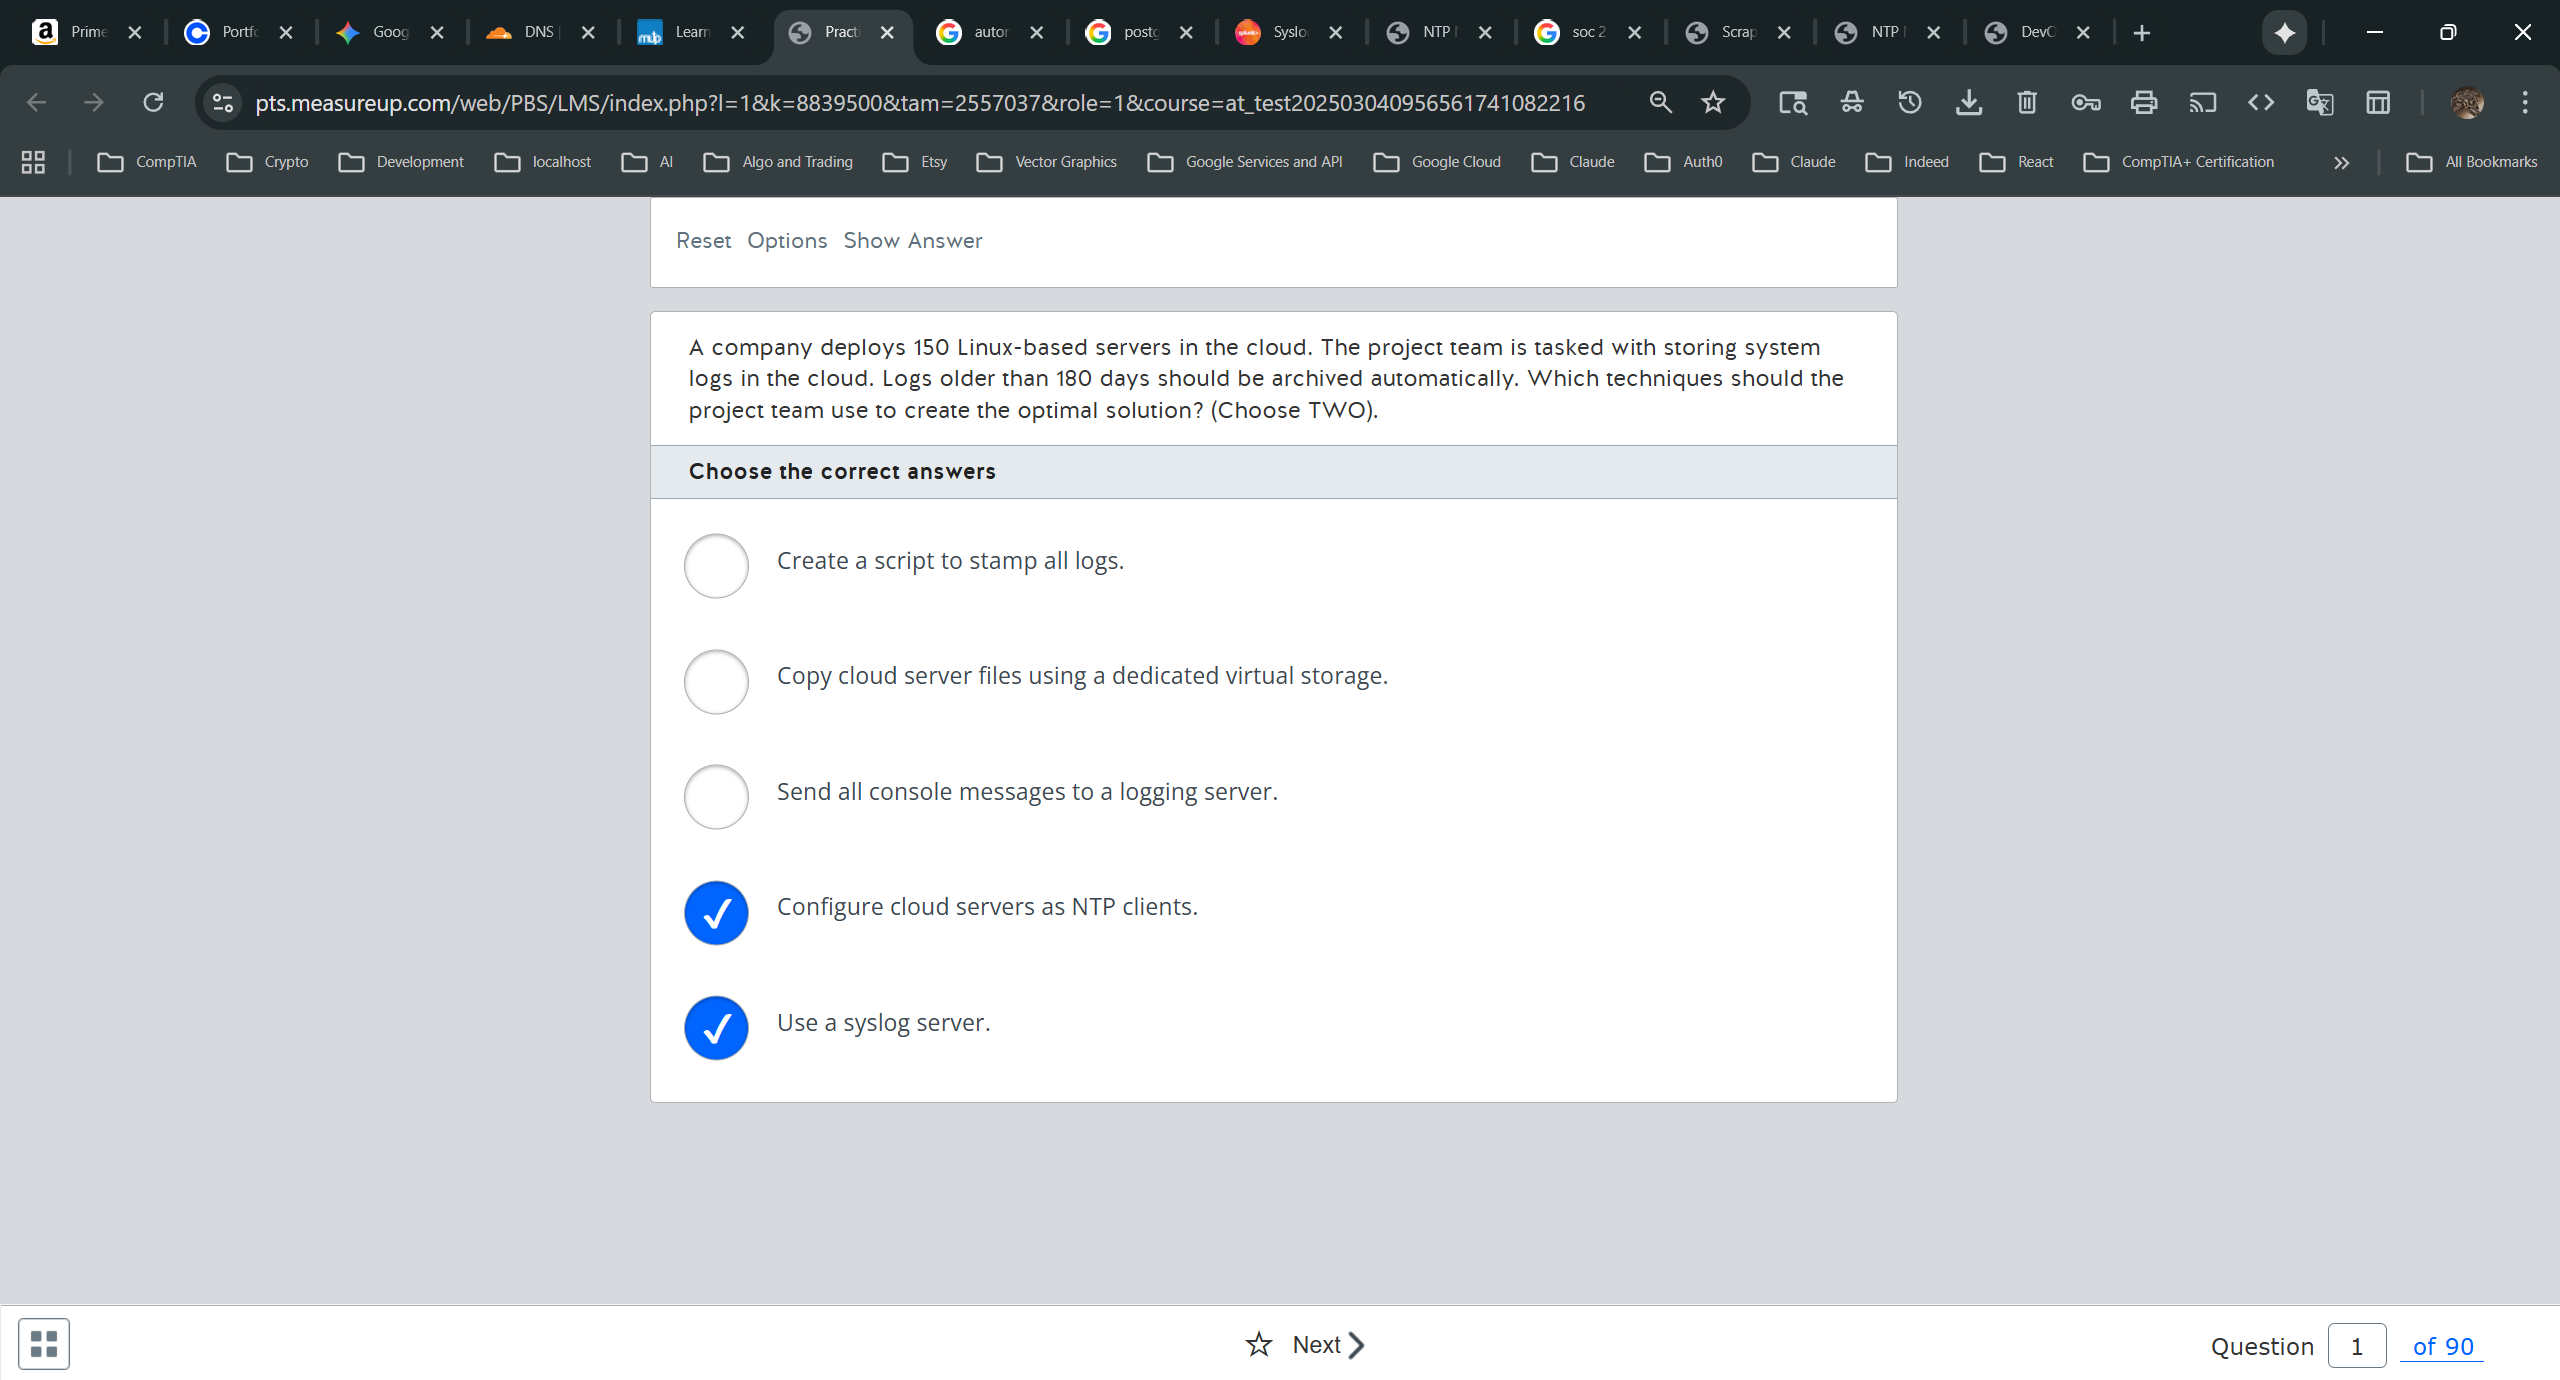 Prime
Portfo
Goog
DNS |
Learn
Practi
autor
postg
Syslo
NTP
soc 2
Scrap
NTP
DevO
pts.measureup.com/web/PBS/LMS/index.php?l=1&k=8839500&tam=2557037&role=1&course=at_test202503040956561741082216
CompTIA
Crypto
Development
localhost
AI
Algo and Trading
Etsy
Vector Graphics
Google Services and API
Google Cloud
Claude
Auth0
Claude
Indeed
React
CompTIA+ Certification
All Bookmarks
Reset Options Show Answer
A company deploys 150 Linux-based servers in the cloud. The project team is tasked with storing system
logs in the cloud. Logs older than 180 days should be archived automatically. Which techniques should the
project team use to create the optimal solution? (Choose TWO).
Choose the correct answers
Create a script to stamp all logs.
Copy cloud server files using a dedicated virtual storage.
Send all console messages to a logging server.
Configure cloud servers as NTP clients.
Use a syslog server.
Next
Question 1 of 90